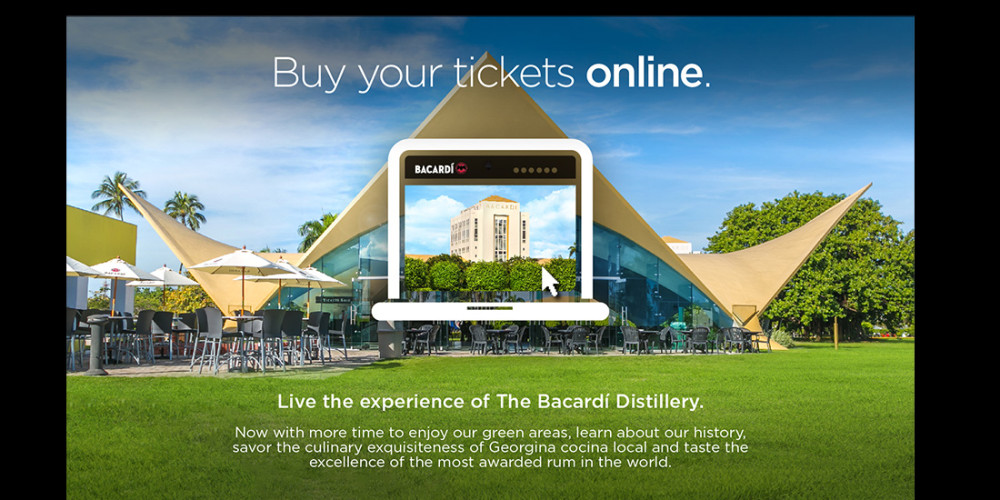 Buy your tickets online.
BACARDÍ
BACARDÍ
Live the experience of The Bacardí Distillery.
Now with more time to enjoy our green areas, learn about our history,
savor the culinary exquisiteness of Georgina cocina local and taste the
excellence of the most awarded rum in the world.